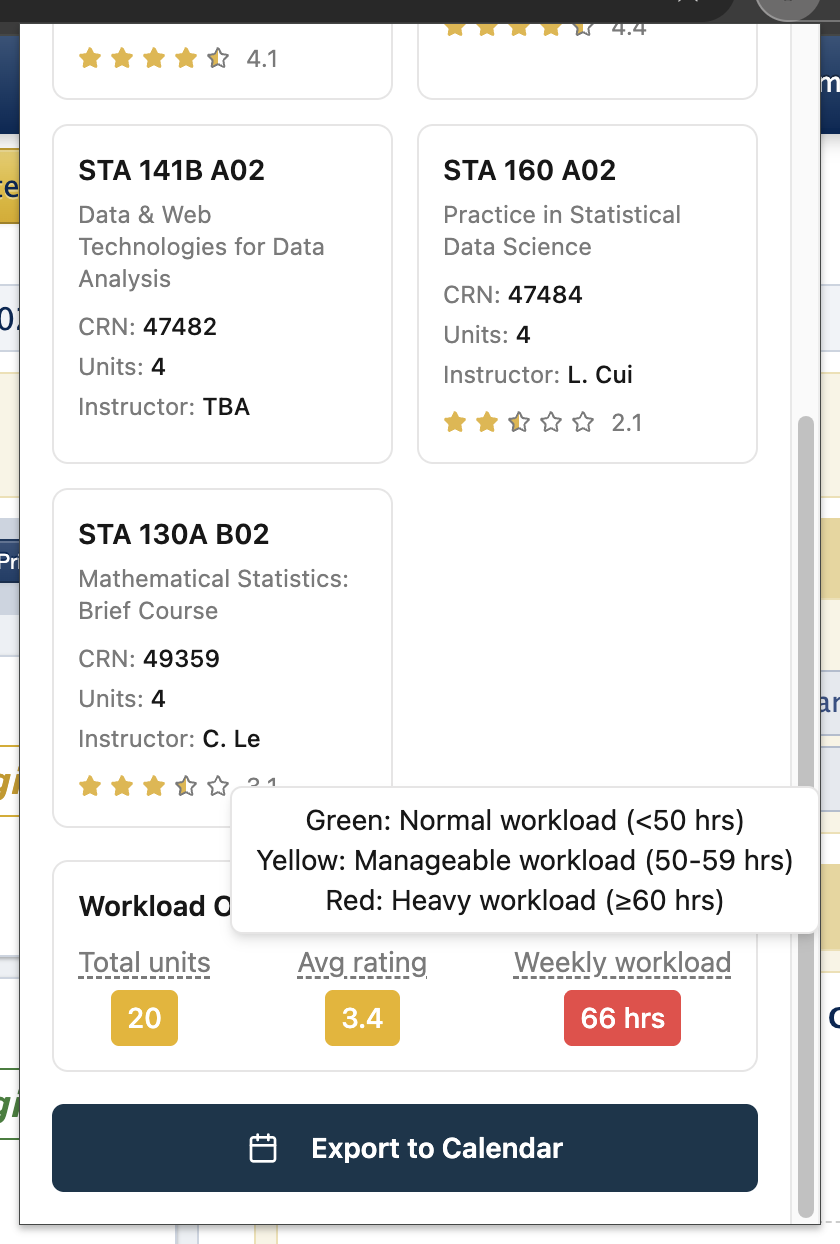 4.1
4.4
STA 141B A02
Data & Web
Technologies for Data
Analysis
CRN: 47482
Units: 4
Instructor: TBA
STA 160 A02
Practice in Statistical
Data Science
CRN: 47484
Units: 4
Instructor: L. Cui
2.1
STA 130A B02
Mathematical Statistics:
Brief Course
CRN: 49359
Units: 4
Instructor: C. Le
3.1
Green: Normal workload (<50 hrs)
Yellow: Manageable workload (50-59 hrs)
Red: Heavy workload (≥60 hrs)
Workload
Total units
Avg rating
Weekly workload
20
3.4
66 hrs
Export to Calendar